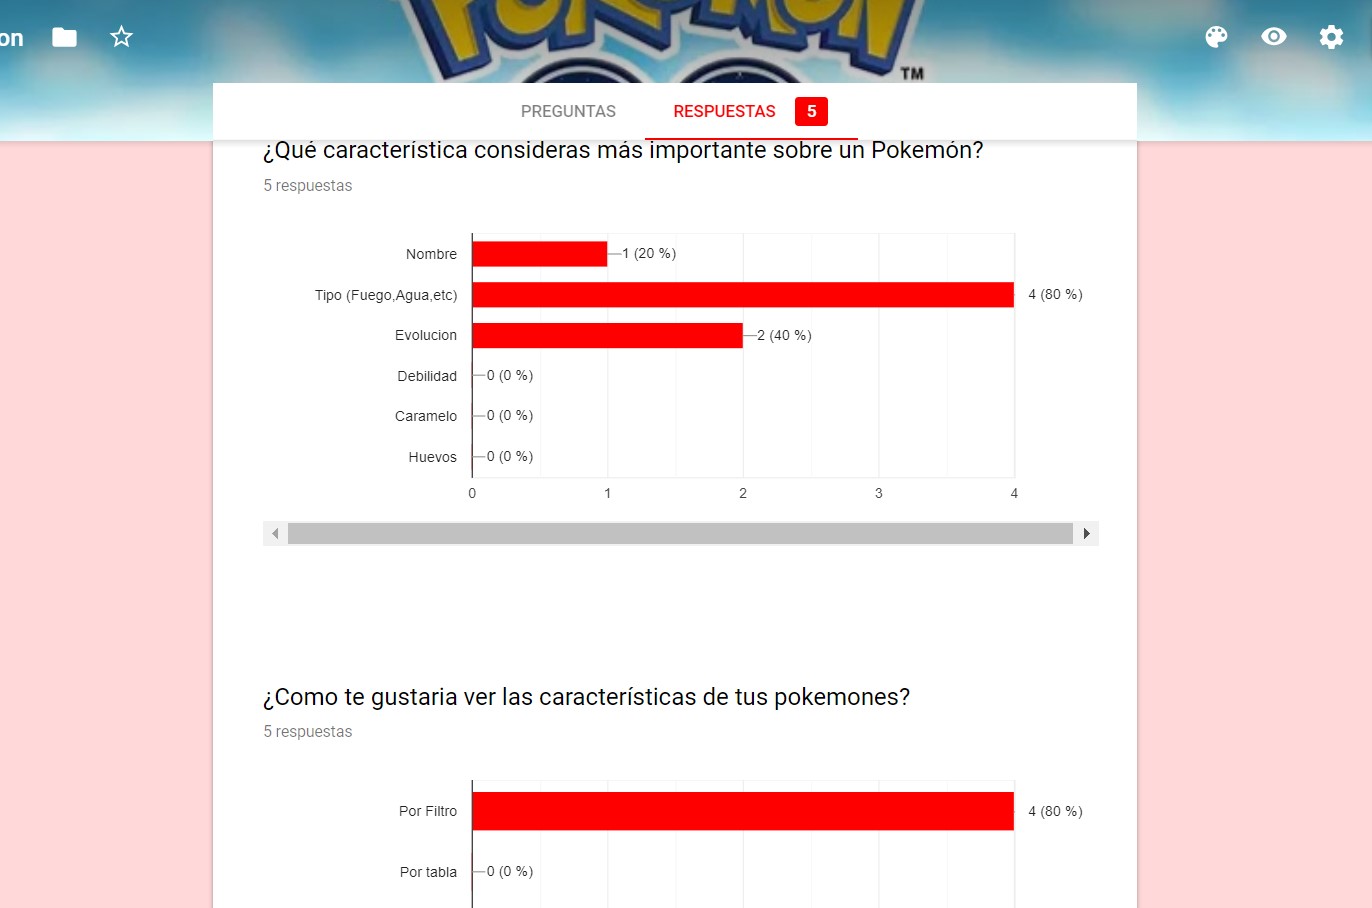 POKÉMON
GO
TM
on
PREGUNTAS RESPUESTAS 5
¿Qué característica consideras más importante sobre un Pokemón?
5 respuestas
Nombre 1 (20 %)
Tipo (Fuego,Agua,etc) 4 (80 %)
Evolucion 2 (40 %)
Debilidad 0 (0 %)
Caramelo 0 (0 %)
Huevos 0 (0 %)
0 1 2 3 4
¿Como te gustaria ver las características de tus pokemones?
5 respuestas
Por Filtro 4 (80 %)
Por tabla 0 (0 %)